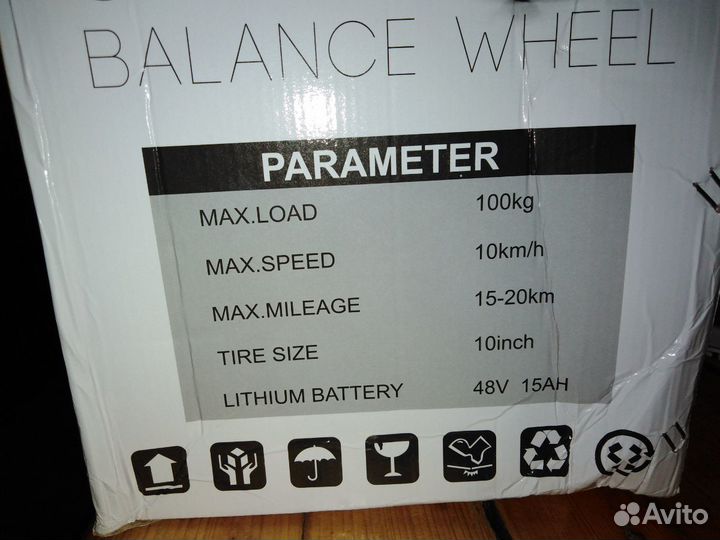 BALANCE WHEEL
PARAMETER
MAX.LOAD 100kg
MAX.SPEED 10km/h
MAX.MILEAGE 15-20km
TIRE SIZE 10inch
LITHIUM BATTERY 48V 15AH
Avito